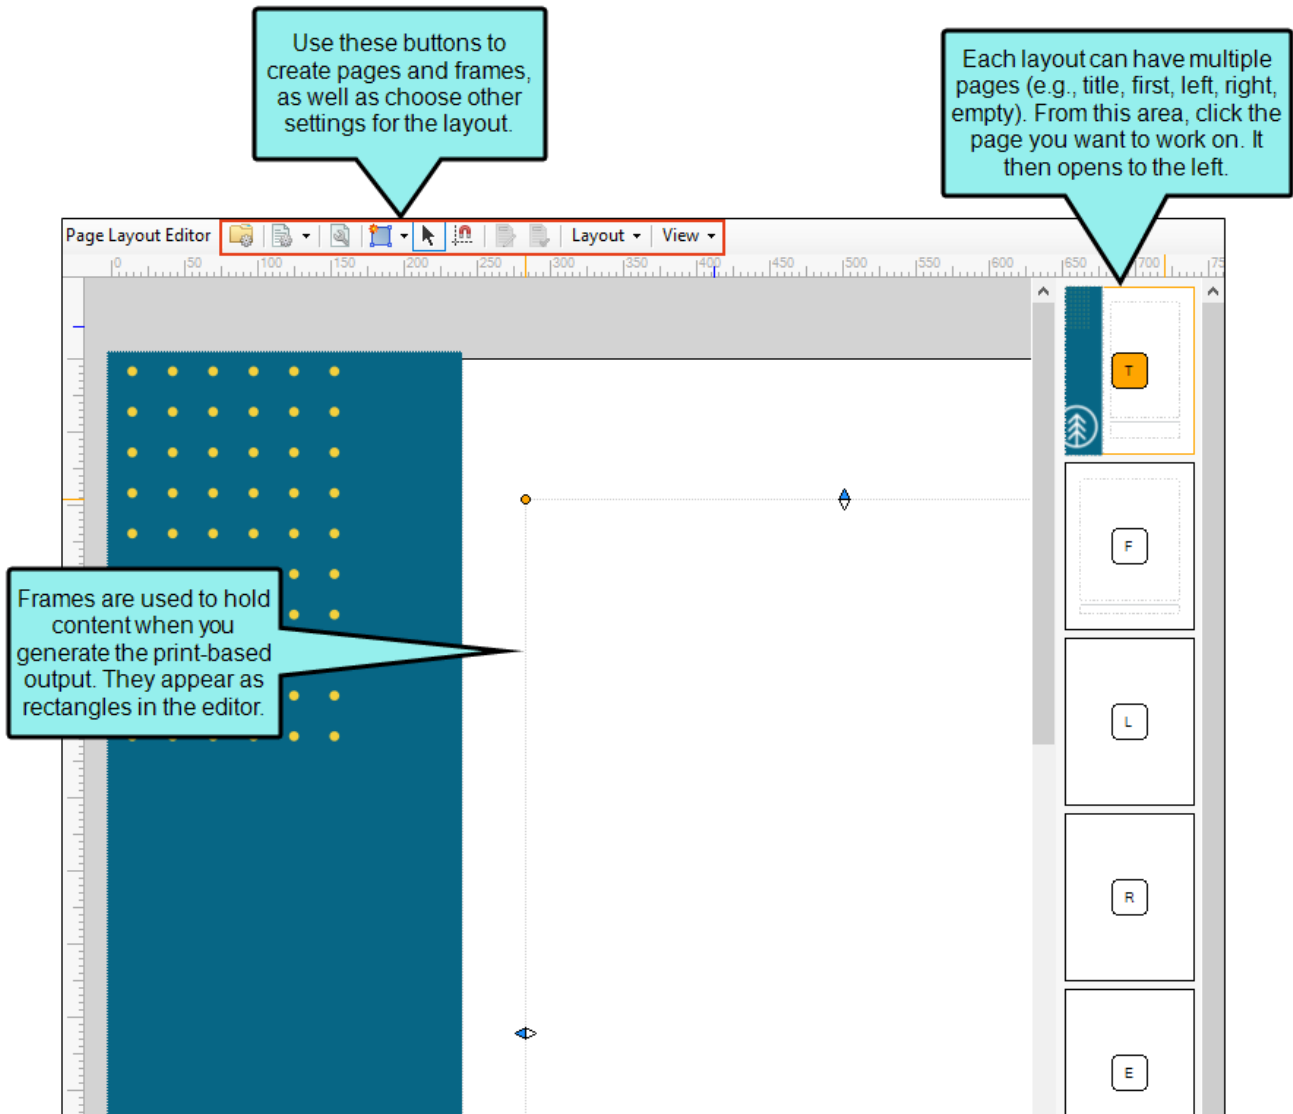 Use these buttons to
create pages and frames,
as well as choose other
settings for the layout.
Each layout can have multiple
pages (e.g., title, first, left, right,
empty). From this area, click the
page you want to work on. It
then opens to the left.
Page Layout Editor Layout View
0 50 100 150 200 250 300 350 400 450 500 550 600 650 700 75
T
F
Frames are used to hold
content when you
generate the print-based
output. They appear as
rectangles in the editor.
L
R
E